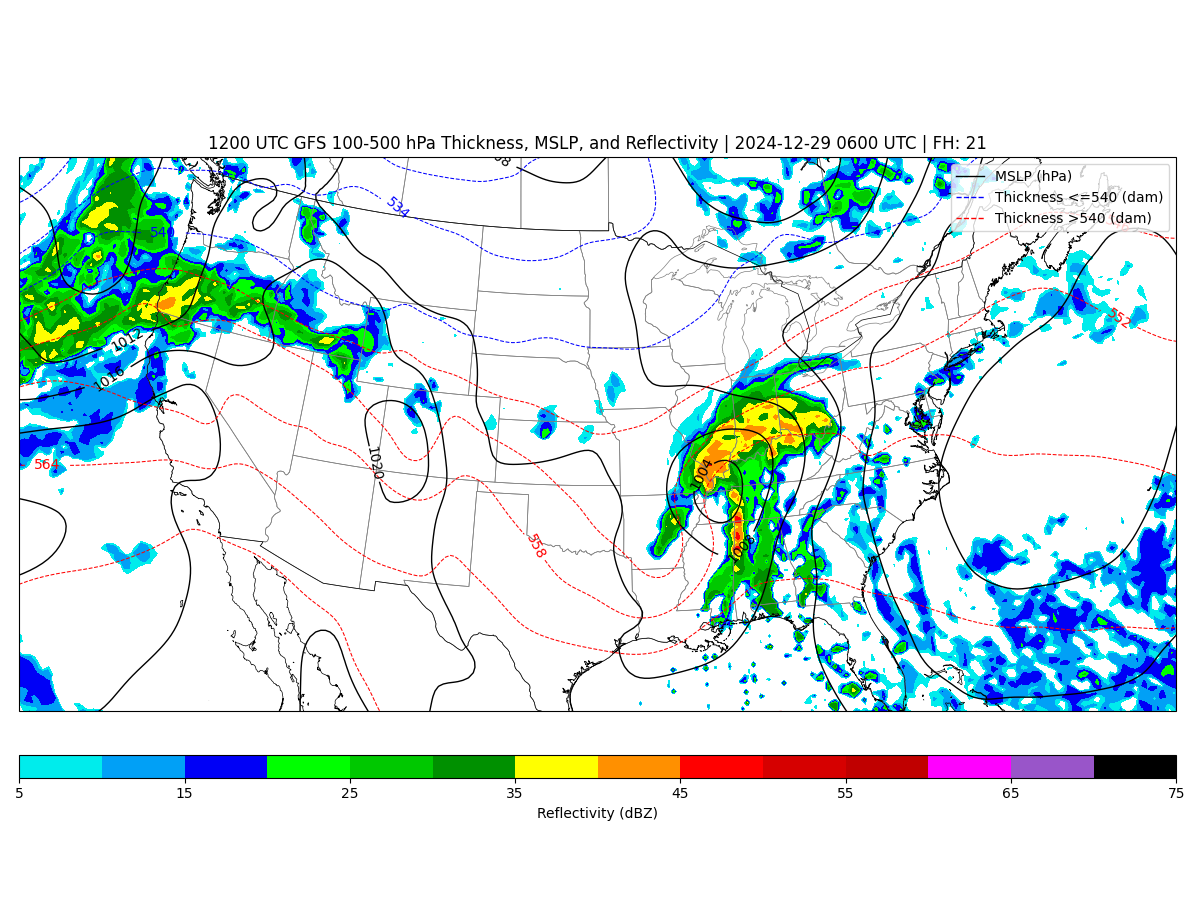 1200 UTC GFS 100-500 hPa Thickness, MSLP, and Reflectivity | 2024-12-29 0600 UTC | FH: 21
MSLP (hPa)
Thickness <=540 (dam)
Thickness >540 (dam)
534
540
552
1012
1016
1020
1004
1008
564
558
5 15 25 35 45 55 65 75
Reflectivity (dBZ)